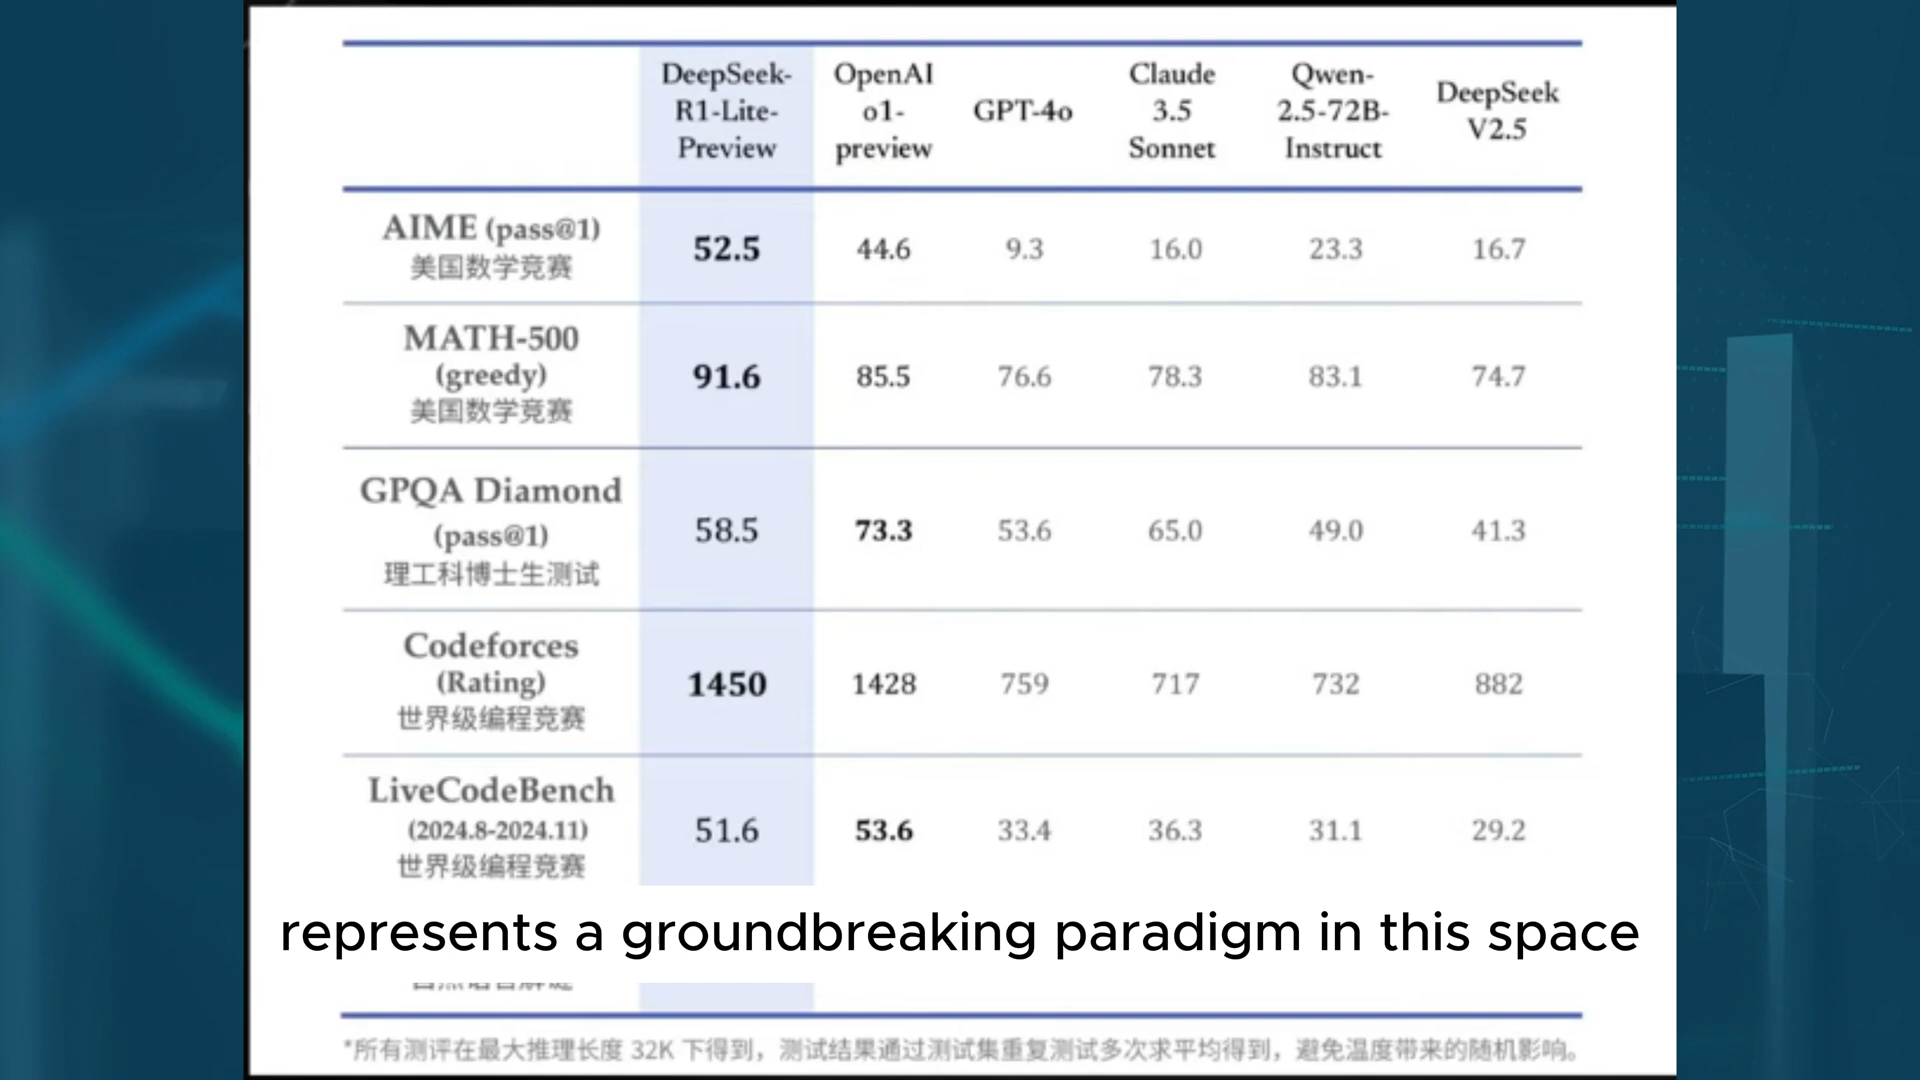 DeepSeek-
R1-Lite-
Preview
OpenAI
o1-
preview
GPT-4o
Claude
3.5
Sonnet
Qwen-
2.5-72B-
Instruct
DeepSeek
V2.5
AIME (pass@1)
美国数学竞赛
52.5 44.6 9.3 16.0 23.3 16.7
MATH-500
(greedy)
美国数学竞赛
91.6 85.5 76.6 78.3 83.1 74.7
GPQA Diamond
(pass@1)
理工科博士生测试
58.5 73.3 53.6 65.0 49.0 41.3
Codeforces
(Rating)
世界级编程竞赛
1450 1428 759 717 732 882
LiveCodeBench
(2024.8-2024.11)
世界级编程竞赛
51.6 53.6 33.4 36.3 31.1 29.2
represents a groundbreaking paradigm in this space
*所有测评在最大推理长度 32K 下得到，测试结果通过测试集重复测试多次求平均得到，避免温度带来的随机影响。